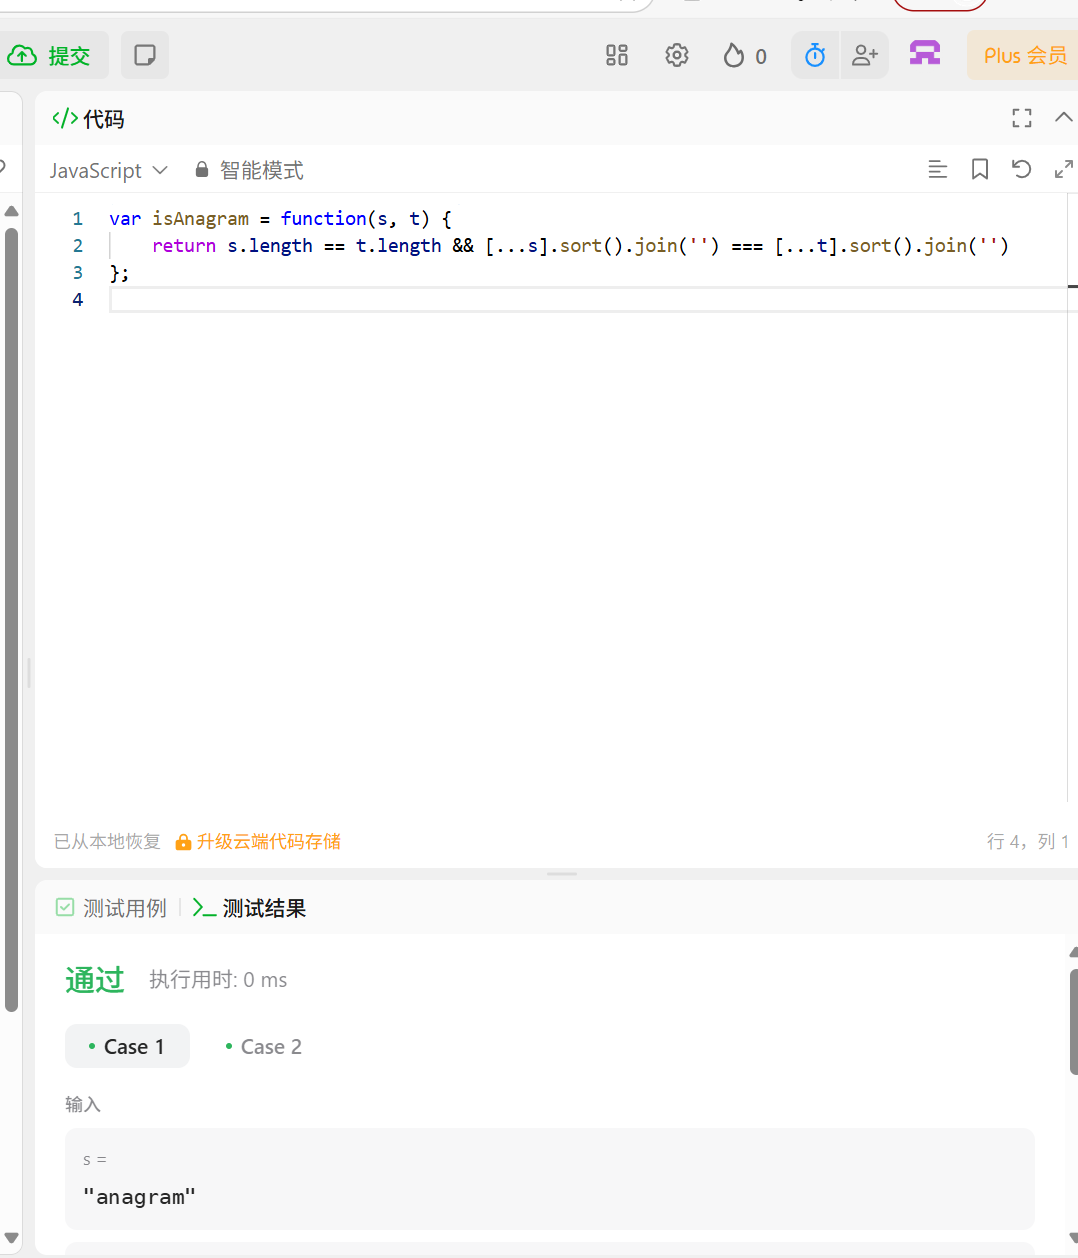 提交
0
Plus 会员
</> 代码
JavaScript 智能模式
1 var isAnagram = function(s, t) {
2 return s.length == t.length && [...s].sort().join('') === [...t].sort().join('')
3 };
4
已从本地恢复 升级云端代码存储 行 4，列 1
测试用例 测试结果
通过 执行用时: 0 ms
Case 1 Case 2
输入
s =
"anagram"